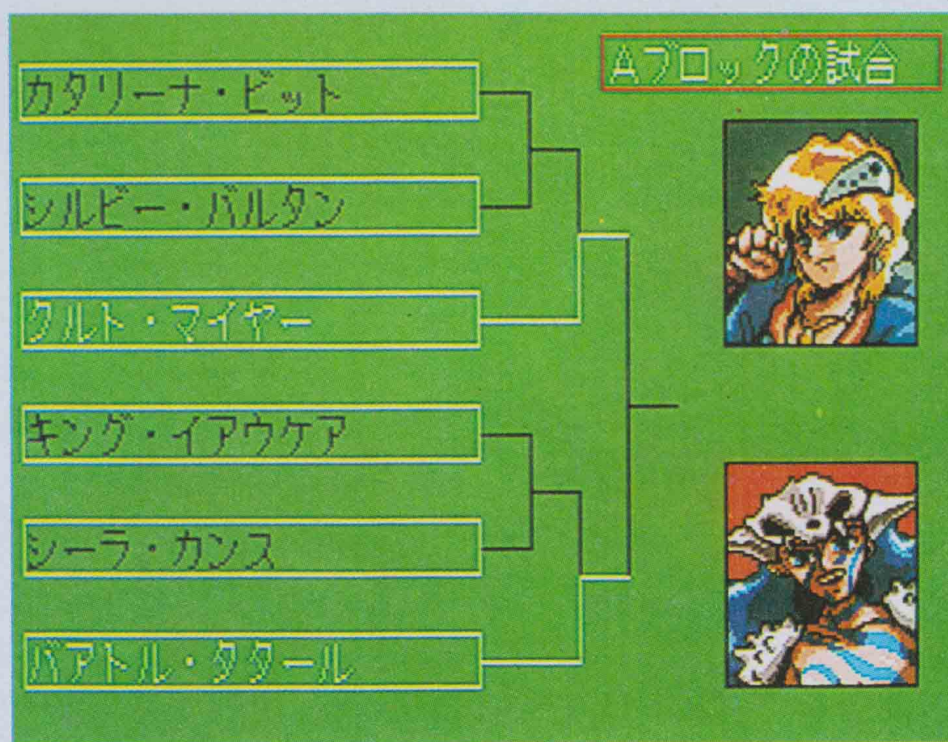 Aブロックの試合
カタリーナ・ビット
シルビー・バルタン
クルト・マイヤー
キング・イアウケア
シーラ・カンス
バアトル・タタール